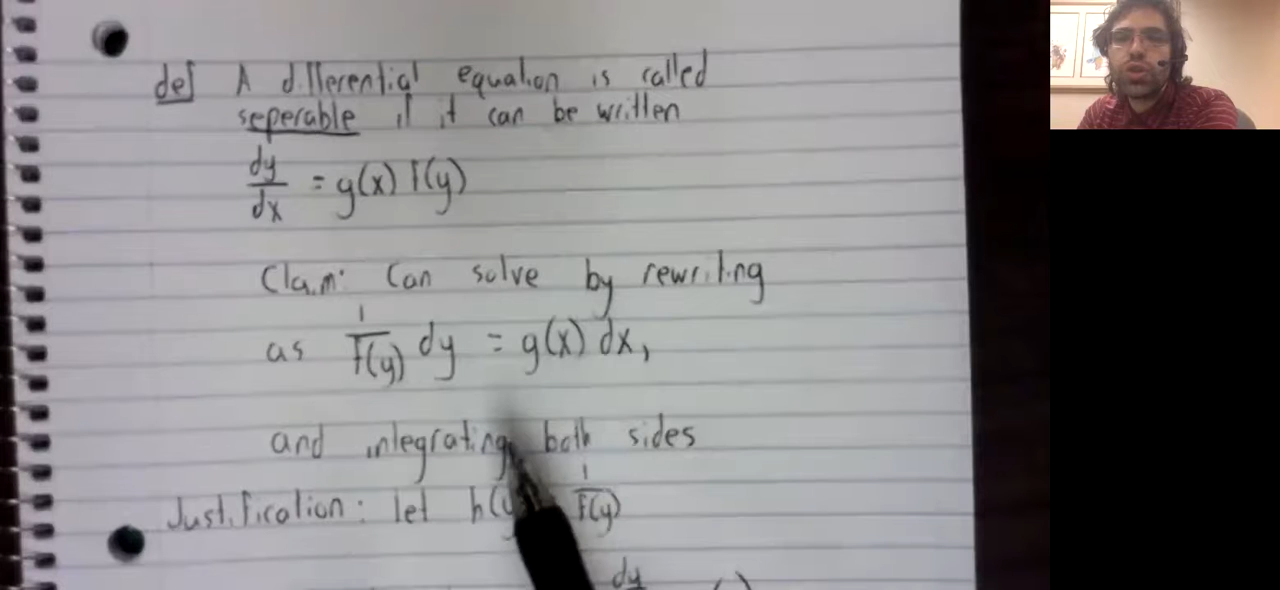 def A differential equation is called
seperable if it can be written
dy/dx = g(x) f(y)
Claim: Can solve by rewriting
as 1/f(y) dy = g(x) dx,
and integrating both sides
Justification: let h(y) 1/f(y)
dy